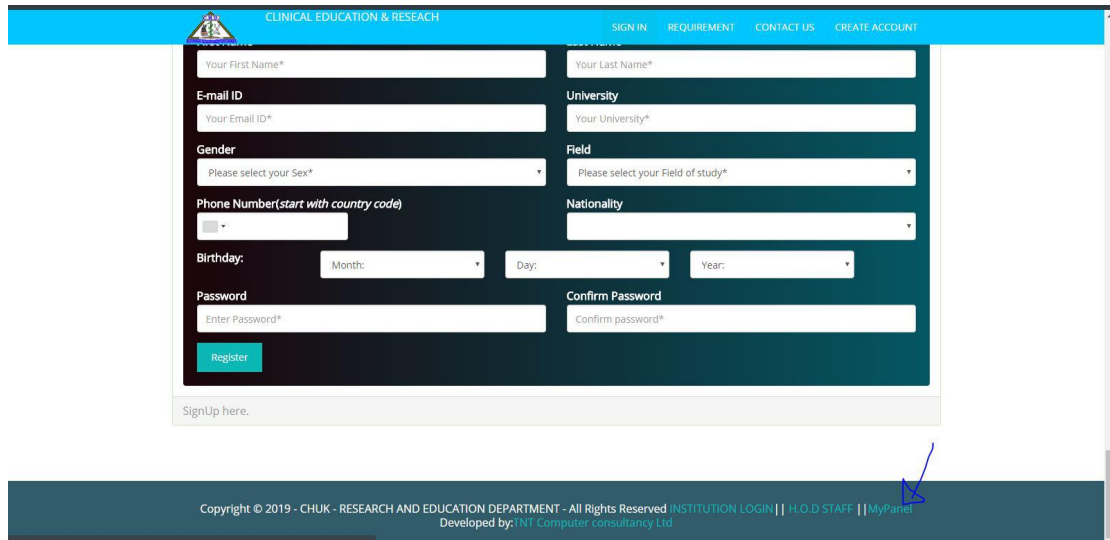 CLINICAL EDUCATION & RESEACH
SIGN IN REQUIREMENT CONTACT US CREATE ACCOUNT
First Name Last Name
Your First Name* Your Last Name*
E-mail ID University
Your Email ID* Your University*
Gender Field
Please select your Sex* Please select your Field of study*
Phone Number(start with country code) Nationality
Birthday: Month: Day: Year:
Password Confirm Password
Enter Password* Confirm password*
Register
SignUp here.
Copyright © 2019 - CHUK - RESEARCH AND EDUCATION DEPARTMENT - All Rights Reserved INSTITUTION LOGIN|| H.O.D STAFF ||MyPanel
Developed by:TNT Computer consultancy Ltd